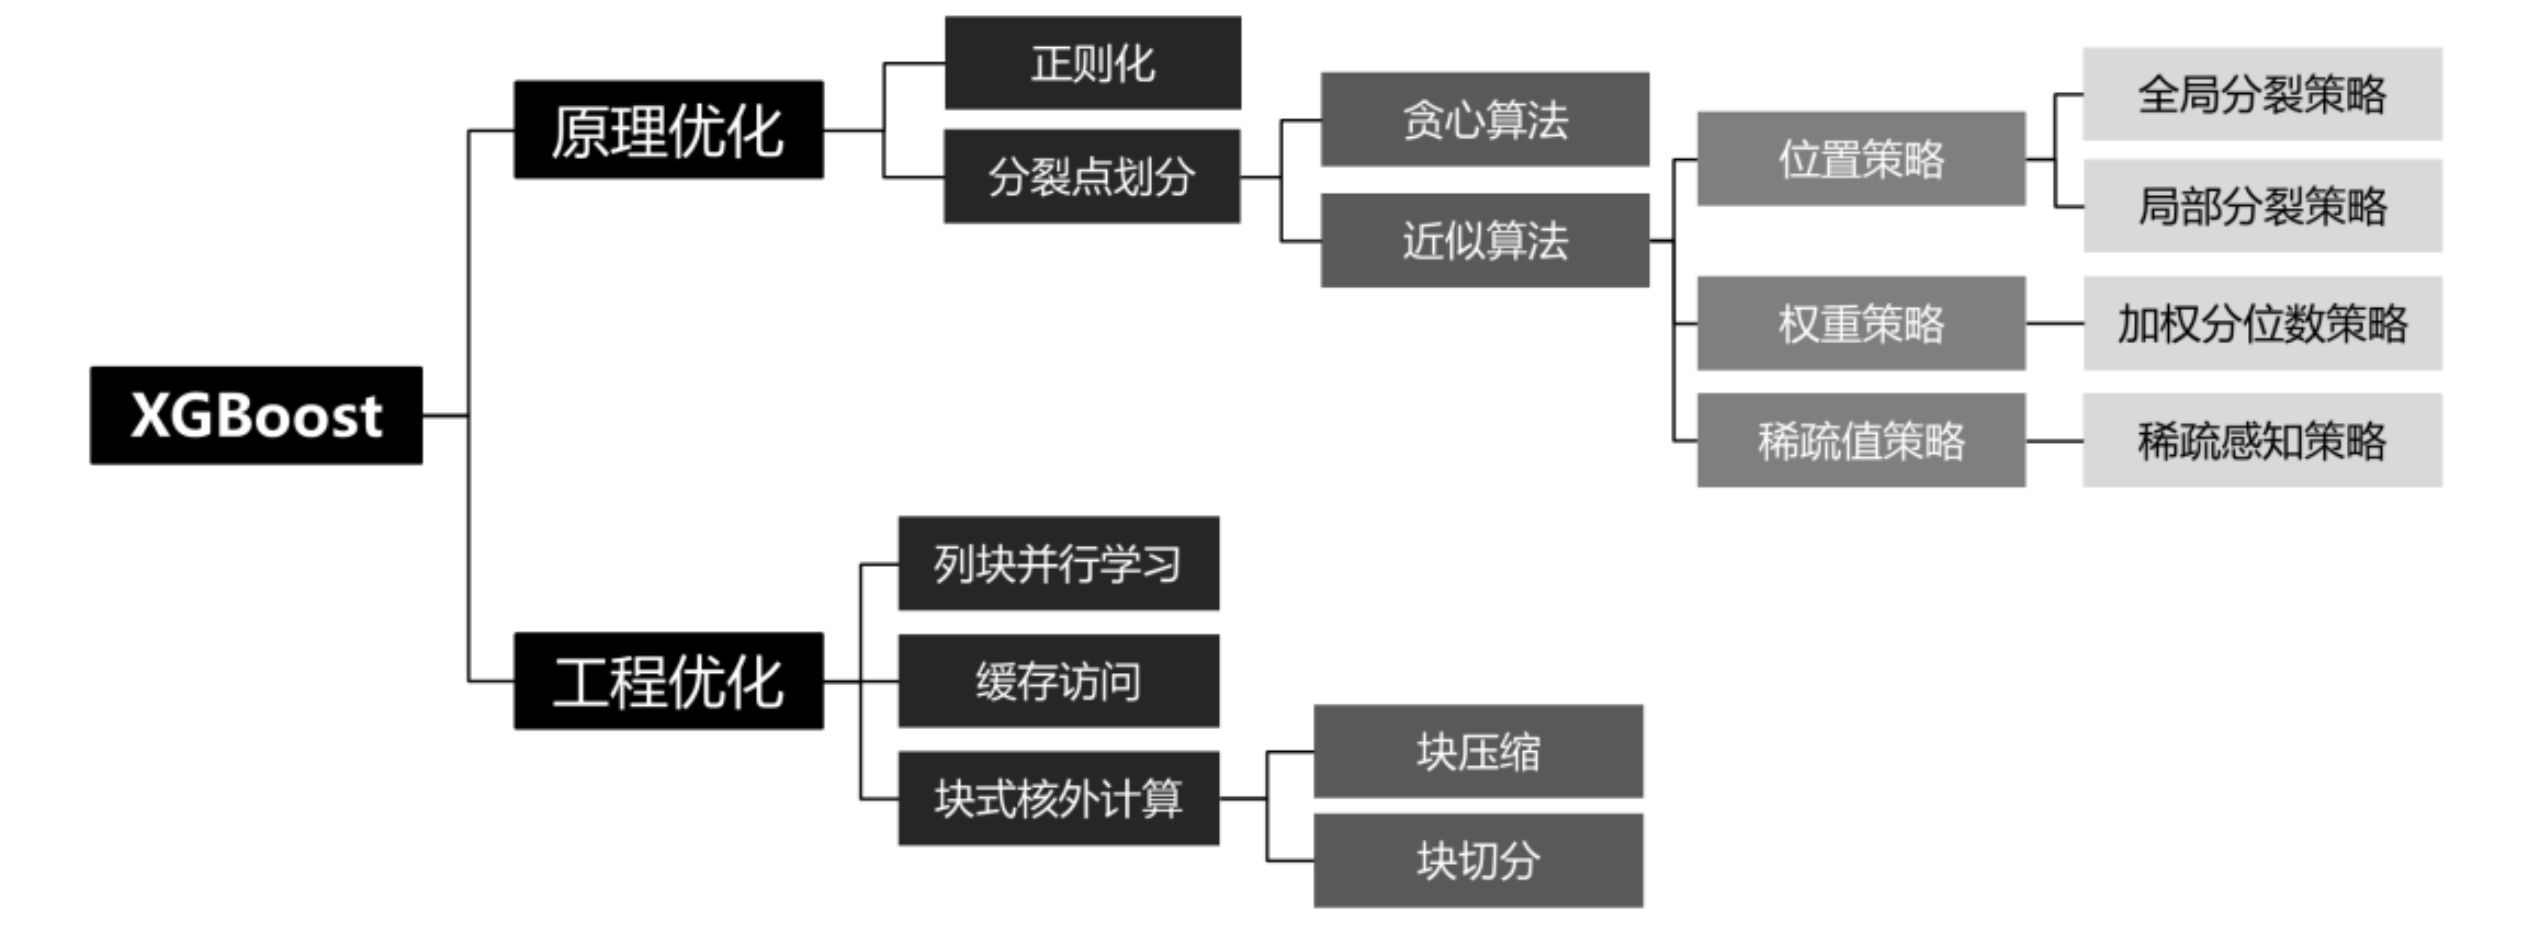 XGBoost
原理优化
正则化
分裂点划分
贪心算法
近似算法
位置策略
全局分裂策略
局部分裂策略
权重策略
加权分位数策略
稀疏值策略
稀疏感知策略
工程优化
列块并行学习
缓存访问
块式核外计算
块压缩
块切分